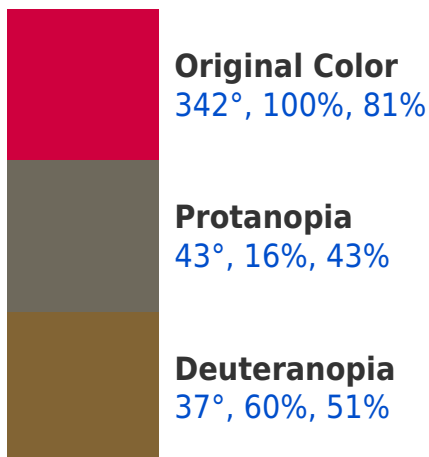 Original Color
342°, 100%, 81%
Protanopia
43°, 16%, 43%
Deuteranopia
37°, 60%, 51%